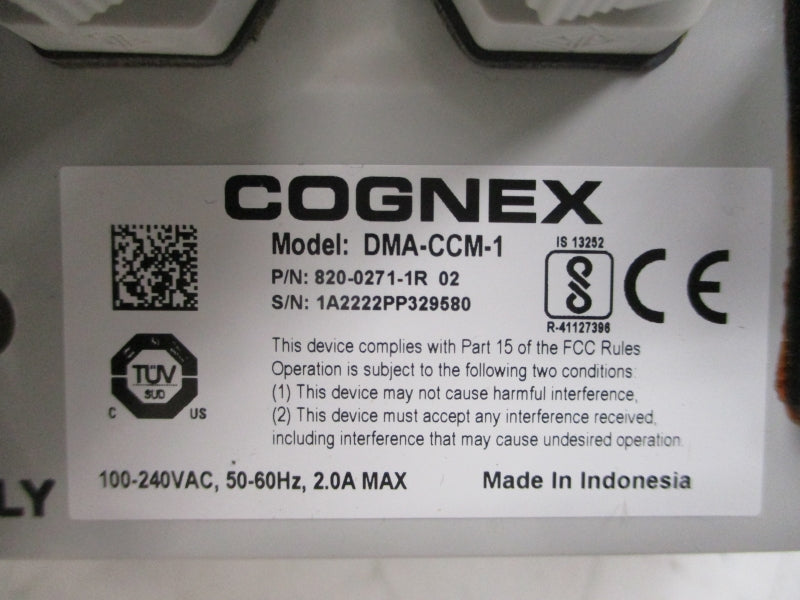 COGNEX
Model: DMA-CCM-1
P/N: 820-0271-1R 02
S/N: 1A2222PP329580
IS 13252
R-41127396
CE
TÜV
SUD
C US
This device complies with Part 15 of the FCC Rules
Operation is subject to the following two conditions:
(1) This device may not cause harmful interference,
(2) This device must accept any interference received,
including interference that may cause undesired operation.
100-240VAC, 50-60Hz, 2.0A MAX
Made In Indonesia
LY